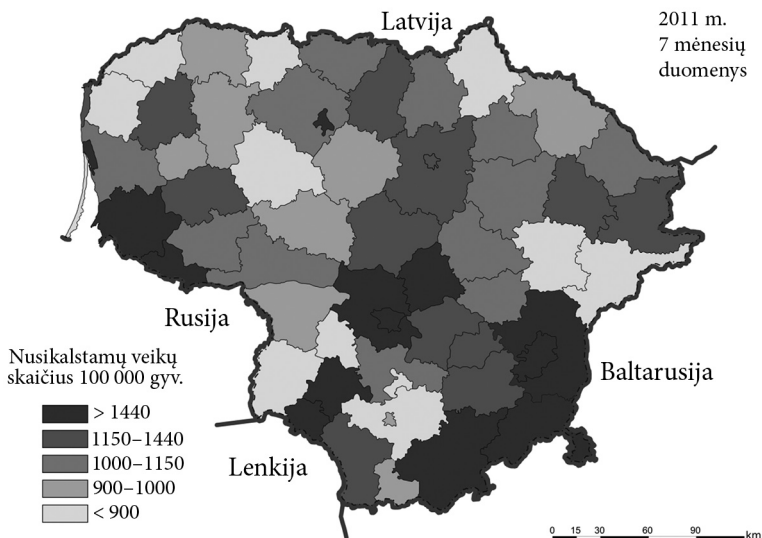 Latvija
2011 m.
7 mėnesių
duomenys
Rusija
Nusikalstamų veikų
skaičius 100 000 gyv.
> 1440
1150–1440
1000–1150
900–1000
< 900
Baltarusija
Lenkija
0 15 30 60 90
km